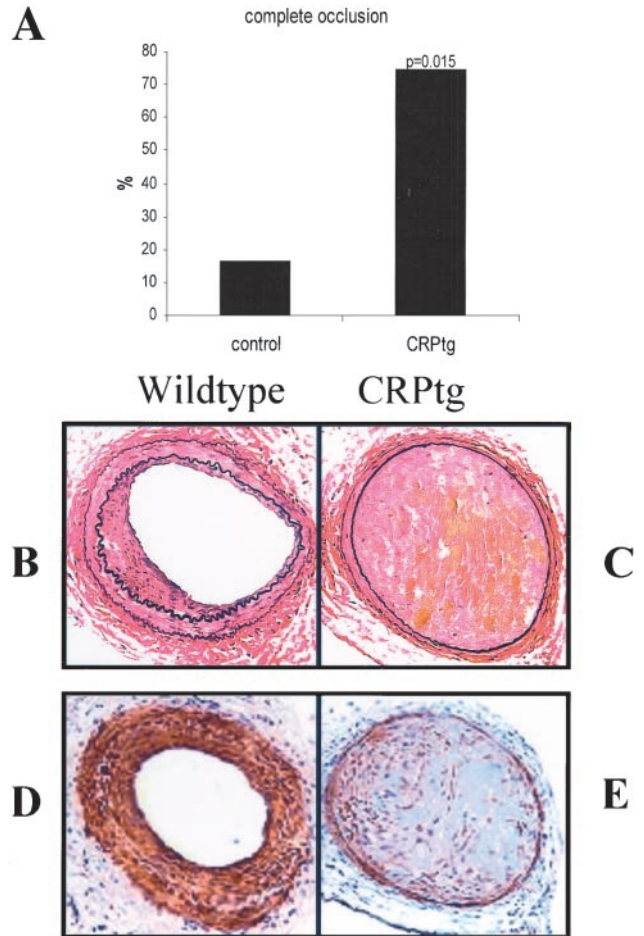 A
complete occlusion
80
70
60
50
40
30
20
10
0
%
p=0.015
control CRPtg
Wildtype CRPtg
B C
D E